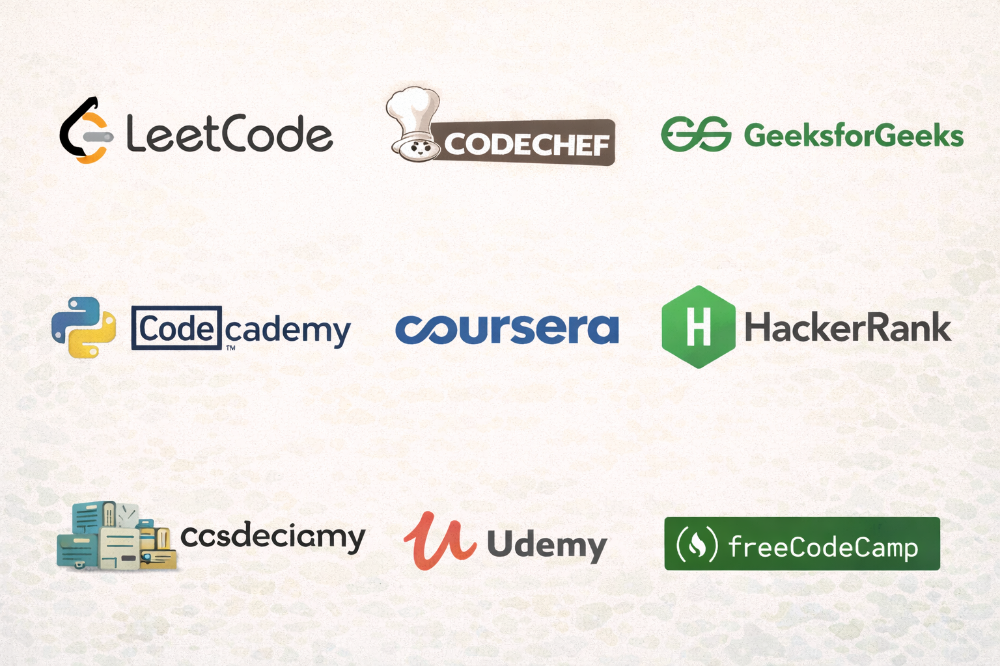 LeetCode
CODECHEF
GeeksforGeeks
Codecademy
TM
coursera
H HackerRank
ccsdeciamy
u Udemy
freeCodeCamp